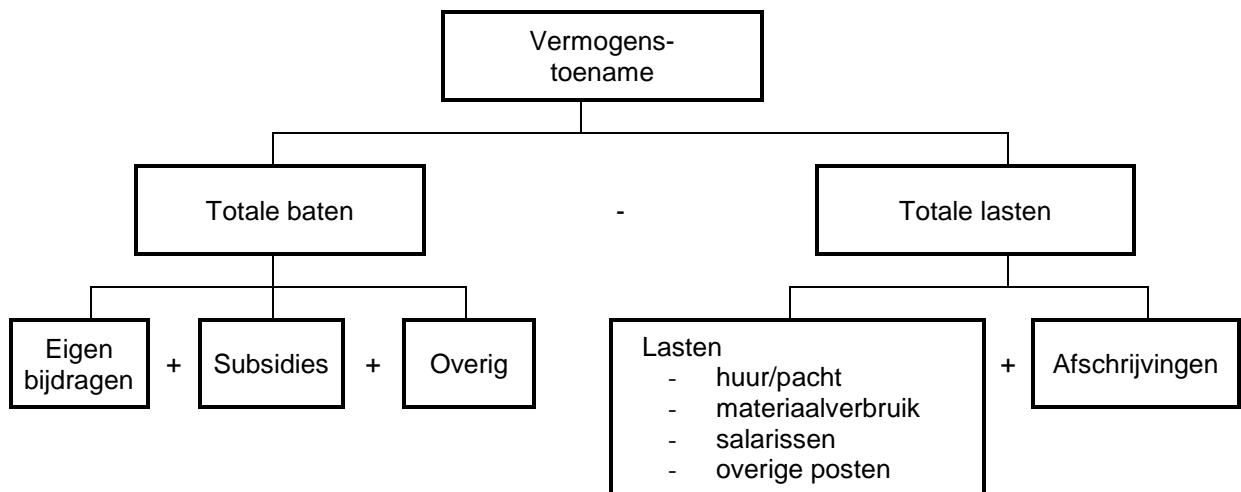 Vermogens-
toename
Totale baten
-
Totale lasten
Eigen
bijdragen
+
Subsidies
+
Overig
Lasten
- huur/pacht
- materiaalverbruik
- salarissen
- overige posten
+
Afschrijvingen